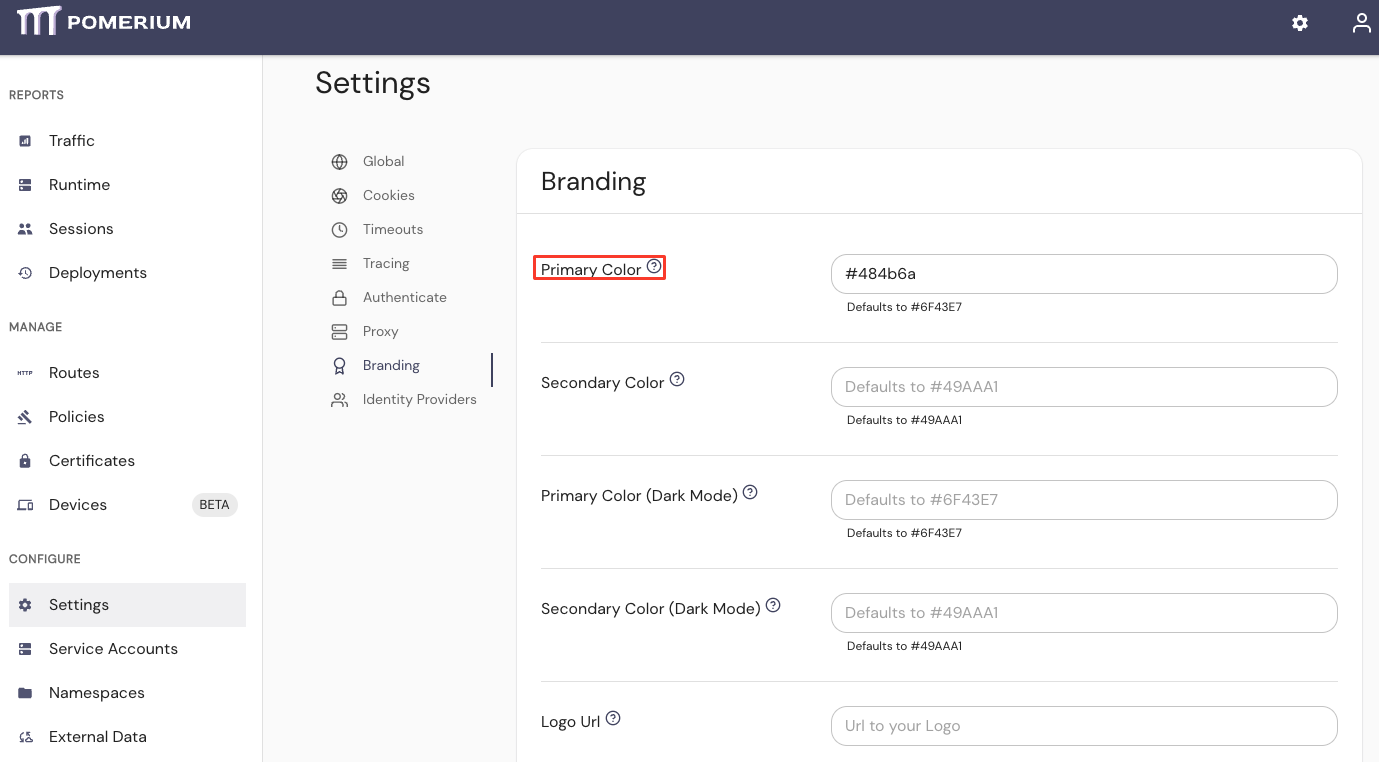 POMERIUM
Settings
REPORTS
Traffic
Runtime
Sessions
Deployments
MANAGE
HTTP Routes
Policies
Certificates
Devices BETA
CONFIGURE
Settings
Service Accounts
Namespaces
External Data
Global
Cookies
Timeouts
Tracing
Authenticate
Proxy
Branding
Identity Providers
Branding
Primary Color ?
#484b6a
Defaults to #6F43E7
Secondary Color ?
Defaults to #49AAA1
Defaults to #49AAA1
Primary Color (Dark Mode) ?
Defaults to #6F43E7
Defaults to #6F43E7
Secondary Color (Dark Mode) ?
Defaults to #49AAA1
Defaults to #49AAA1
Logo Url ?
Url to your Logo